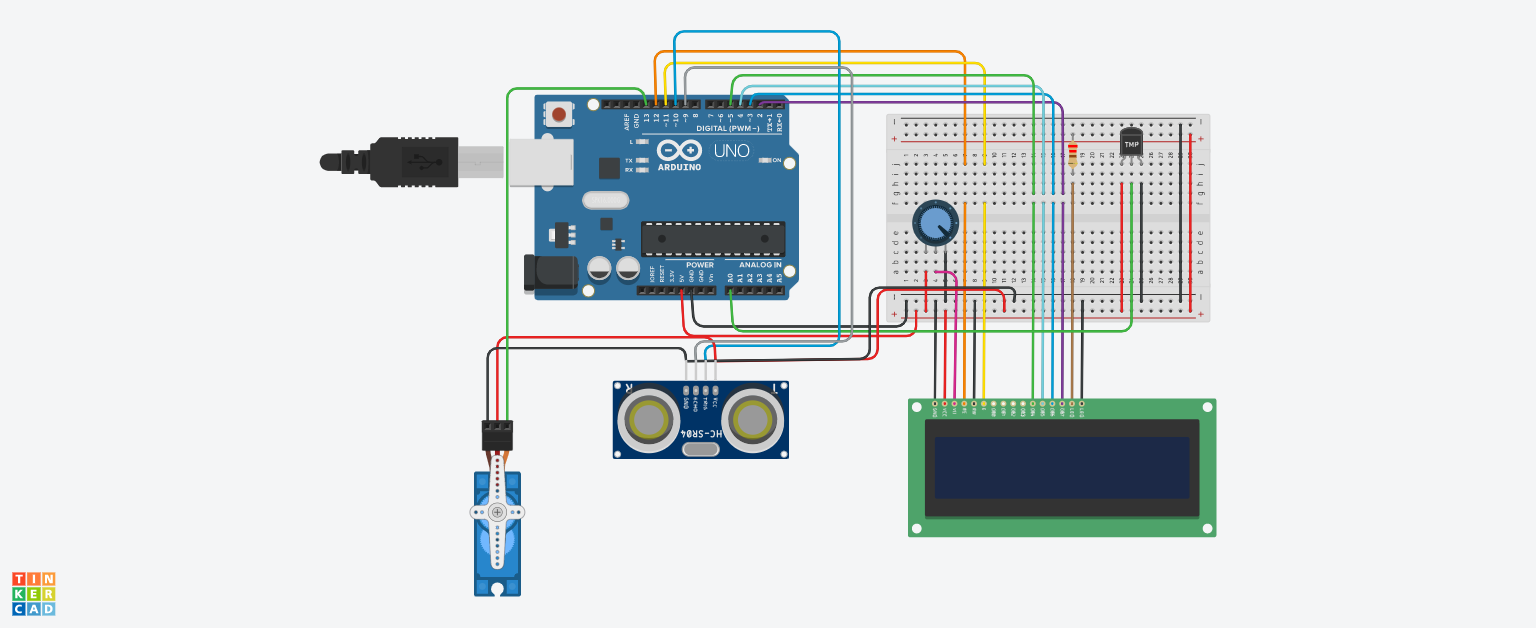 AREF
GND
13
12
~11
~10
~9
8
7
~6
~5
4
~3
2
TX→1
RX←0
DIGITAL (PWM~)
L
TX
RX
ARDUINO
UNO
ON
POWER
ANALOG IN
IOREF
RESET
3.3V
5V
GND
GND
Vin
A0
A1
A2
A3
A4
A5
TMP
HC-SR04
GND
ECHO
TRIG
VCC
R
T
TIN
KER
CAD